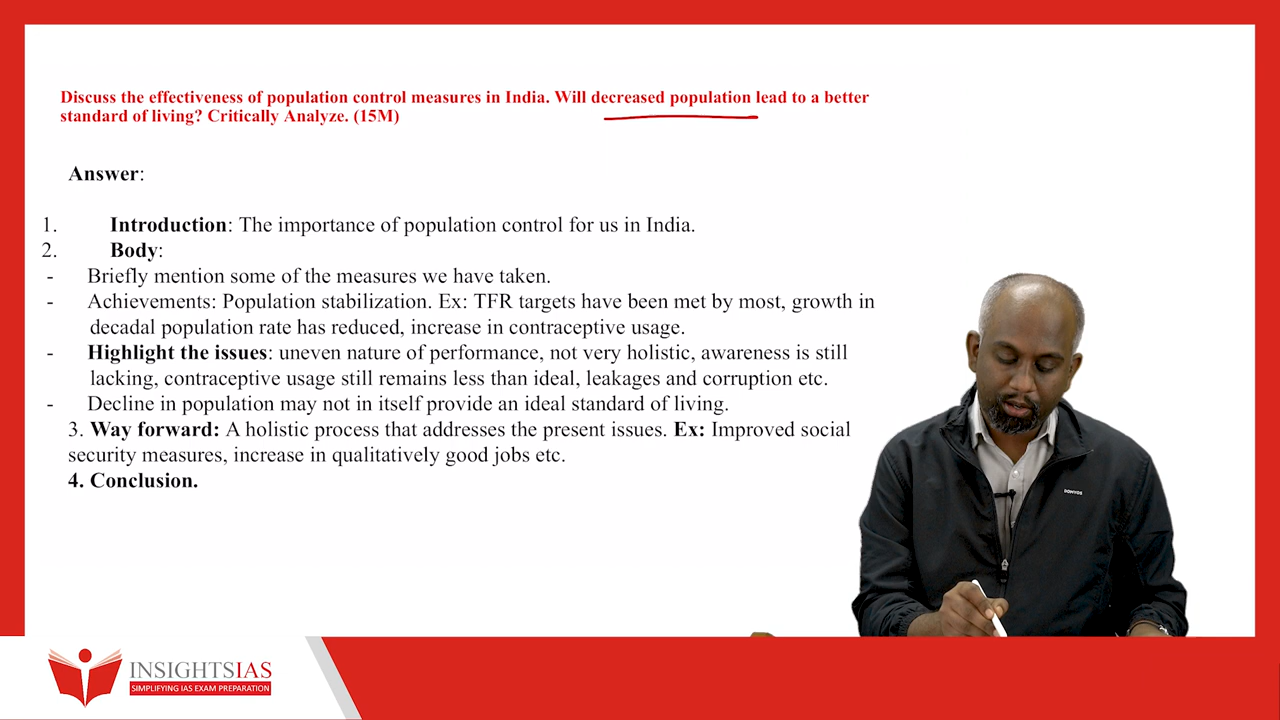 Discuss the effectiveness of population control measures in India. Will decreased population lead to a better
standard of living? Critically Analyze. (15M)
Answer:
1. Introduction: The importance of population control for us in India.
2. Body:
- Briefly mention some of the measures we have taken.
- Achievements: Population stabilization. Ex: TFR targets have been met by most, growth in
decadal population rate has reduced, increase in contraceptive usage.
- Highlight the issues: uneven nature of performance, not very holistic, awareness is still
lacking, contraceptive usage still remains less than ideal, leakages and corruption etc.
- Decline in population may not in itself provide an ideal standard of living.
3. Way forward: A holistic process that addresses the present issues. Ex: Improved social
security measures, increase in qualitatively good jobs etc.
4. Conclusion.
INSIGHTSIAS
SIMPLIFYING IAS EXAM PREPARATION